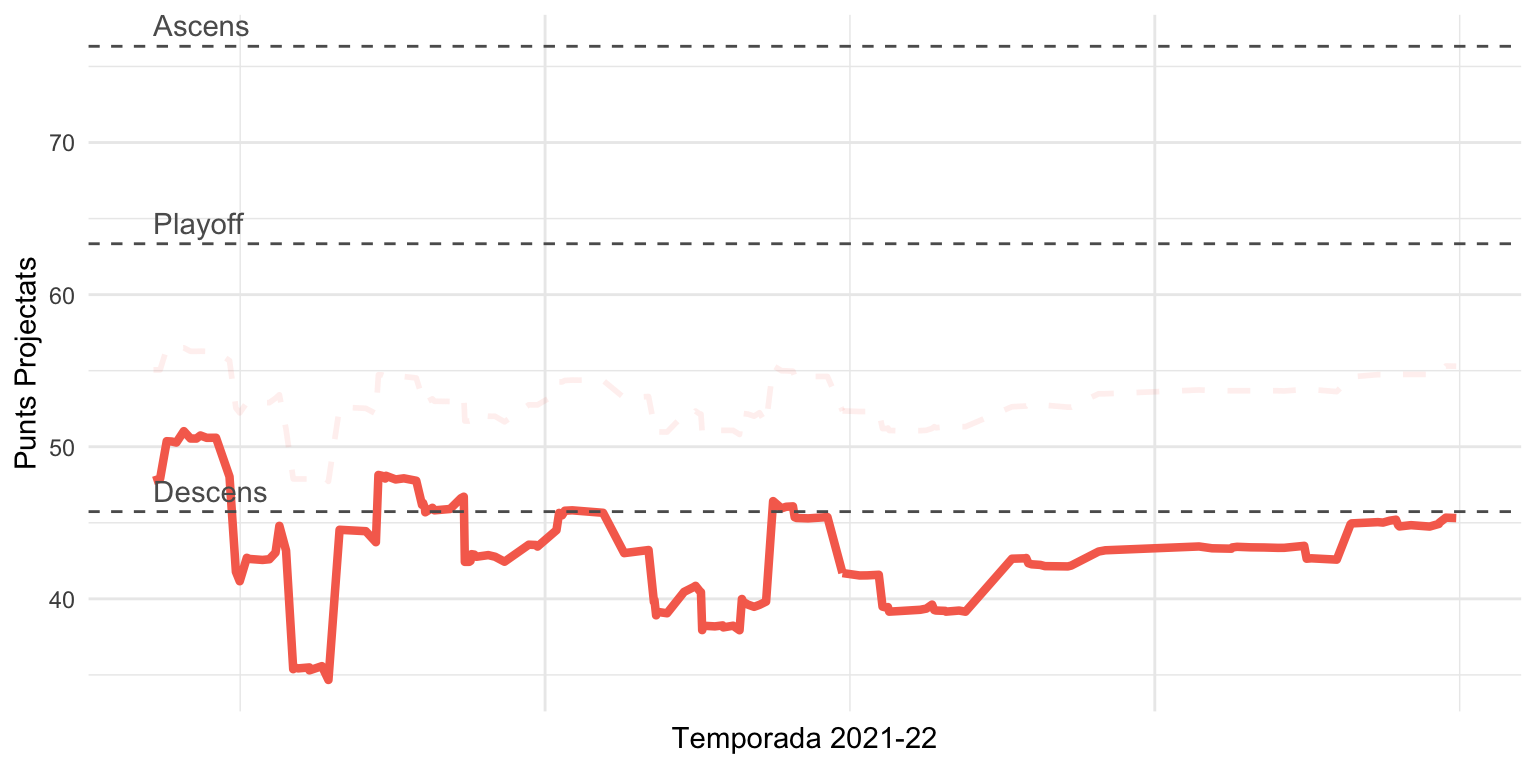 Ascens
70
Playoff
60
Punts Projectats
50
Descens
40
Temporada 2021-22